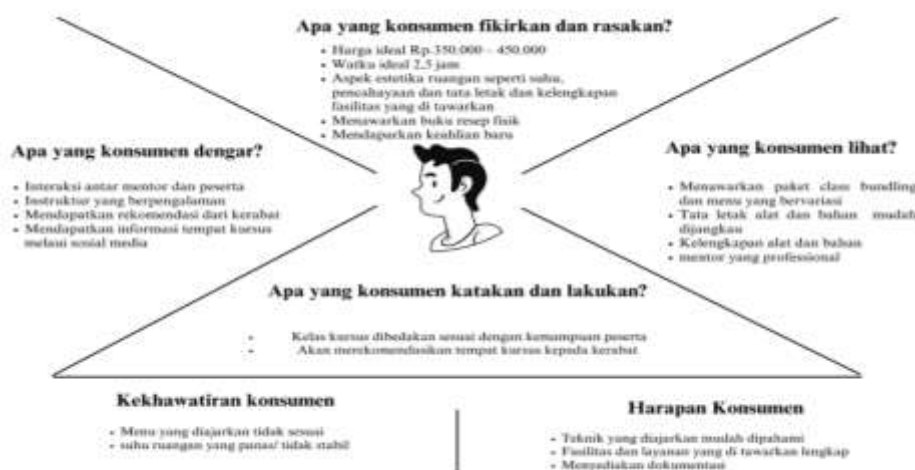 Apa yang konsumen fikirkan dan rasakan?
• Harga ideal Rp.350.000 – 450.000
• Watku ideal 2,5 jam
• Aspek estetika ruangan seperti suhu,
pencahayaan dan tata letak dan kelengkapan
fasilitas yang di tawarkan
• Menawarkan buku resep fisik
• Mendapatkan keahlian baru
Apa yang konsumen dengar?
• Interaksi antar mentor dan peserta
• Instruktur yang berpengalaman
• Mendapatkan rekomendasi dari kerabat
• Mendapatkan informasi tempat kursus
melaui sosial media
Apa yang konsumen lihat?
• Menawarkan paket class bundling
dan menu yang bervariasi
• Tata letak alat dan bahan mudah
dijangkau
• Kelengkapan alat dan bahan
• mentor yang professional
Apa yang konsumen katakan dan lakukan?
- Kelas kursus dibedakan sesuai dengan kemampuan peserta
- Akan merekomendasikan tempat kursus kepada kerabat
Kekhawatiran konsumen
• Menu yang diajarkan tidak sesuai
• suhu ruangan yang panas/ tidak stabil
Harapan Konsumen
• Teknik yang diajarkan mudah dipahami
• Fasilitas dan layanan yang di tawarkan lengkap
• Menyediakan dokumentasi